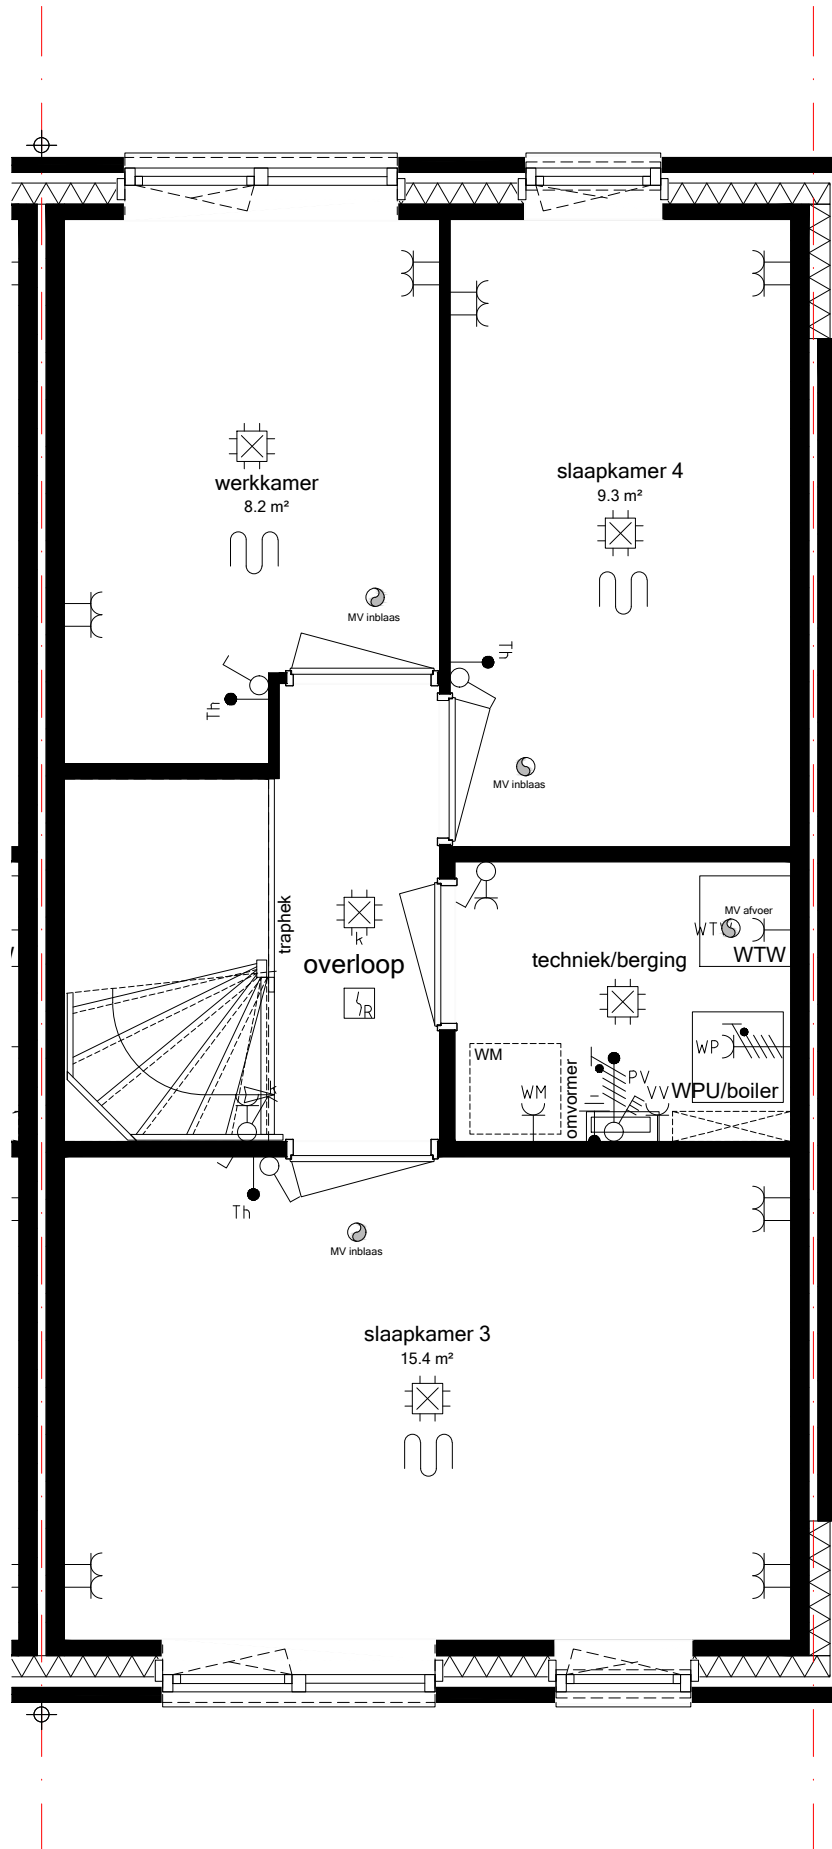 slaapkamer 4
9.3 m²
werkkamer
8.2 m²
MV inblaas
Th
Th
MV inblaas
traphek
k
overloop
R
MV afvoer
WTW
WTW
techniek/berging
WM
WM
omvormer
PV
VV
WP
WPU/boiler
k
Th
MV inblaas
slaapkamer 3
15.4 m²